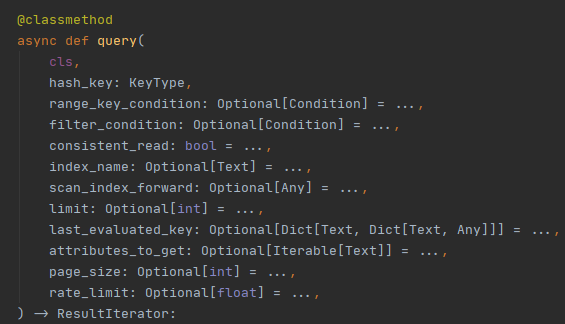 @classmethod
async def query(
    cls,
    hash_key: KeyType,
    range_key_condition: Optional[Condition] = ...,
    filter_condition: Optional[Condition] = ...,
    consistent_read: bool = ...,
    index_name: Optional[Text] = ...,
    scan_index_forward: Optional[Any] = ...,
    limit: Optional[int] = ...,
    last_evaluated_key: Optional[Dict[Text, Dict[Text, Any]]] = ...,
    attributes_to_get: Optional[Iterable[Text]] = ...,
    page_size: Optional[int] = ...,
    rate_limit: Optional[float] = ...,
) -> ResultIterator: